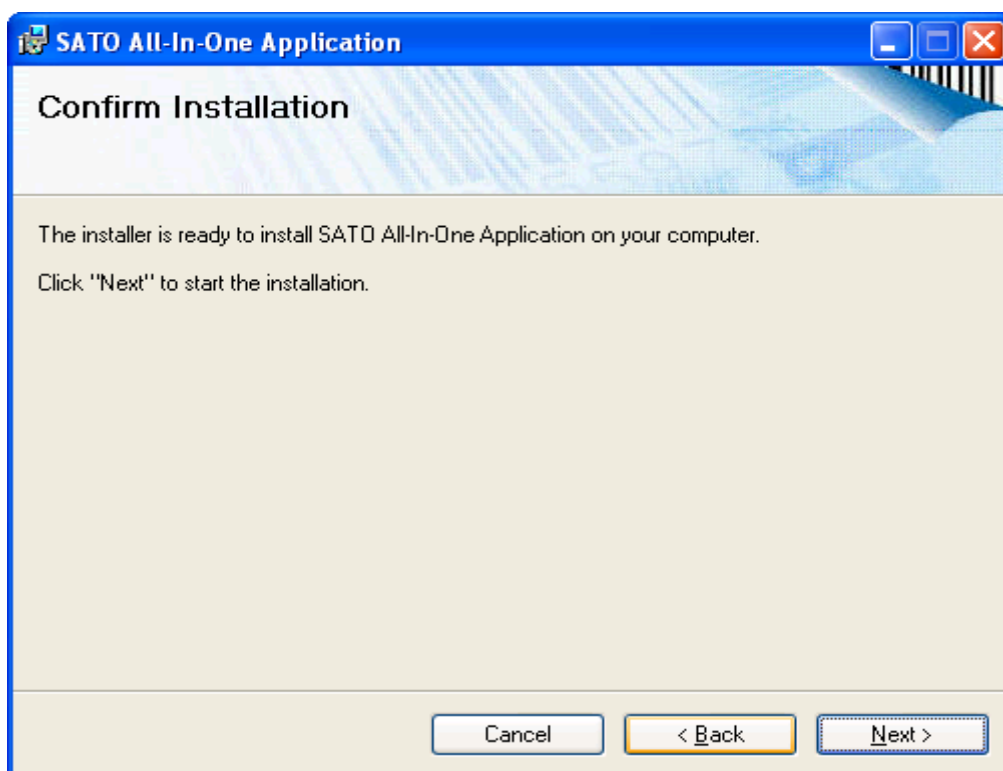 SATO All-In-One Application
Confirm Installation
The installer is ready to install SATO All-In-One Application on your computer.
Click "Next" to start the installation.
Cancel
< Back
Next >